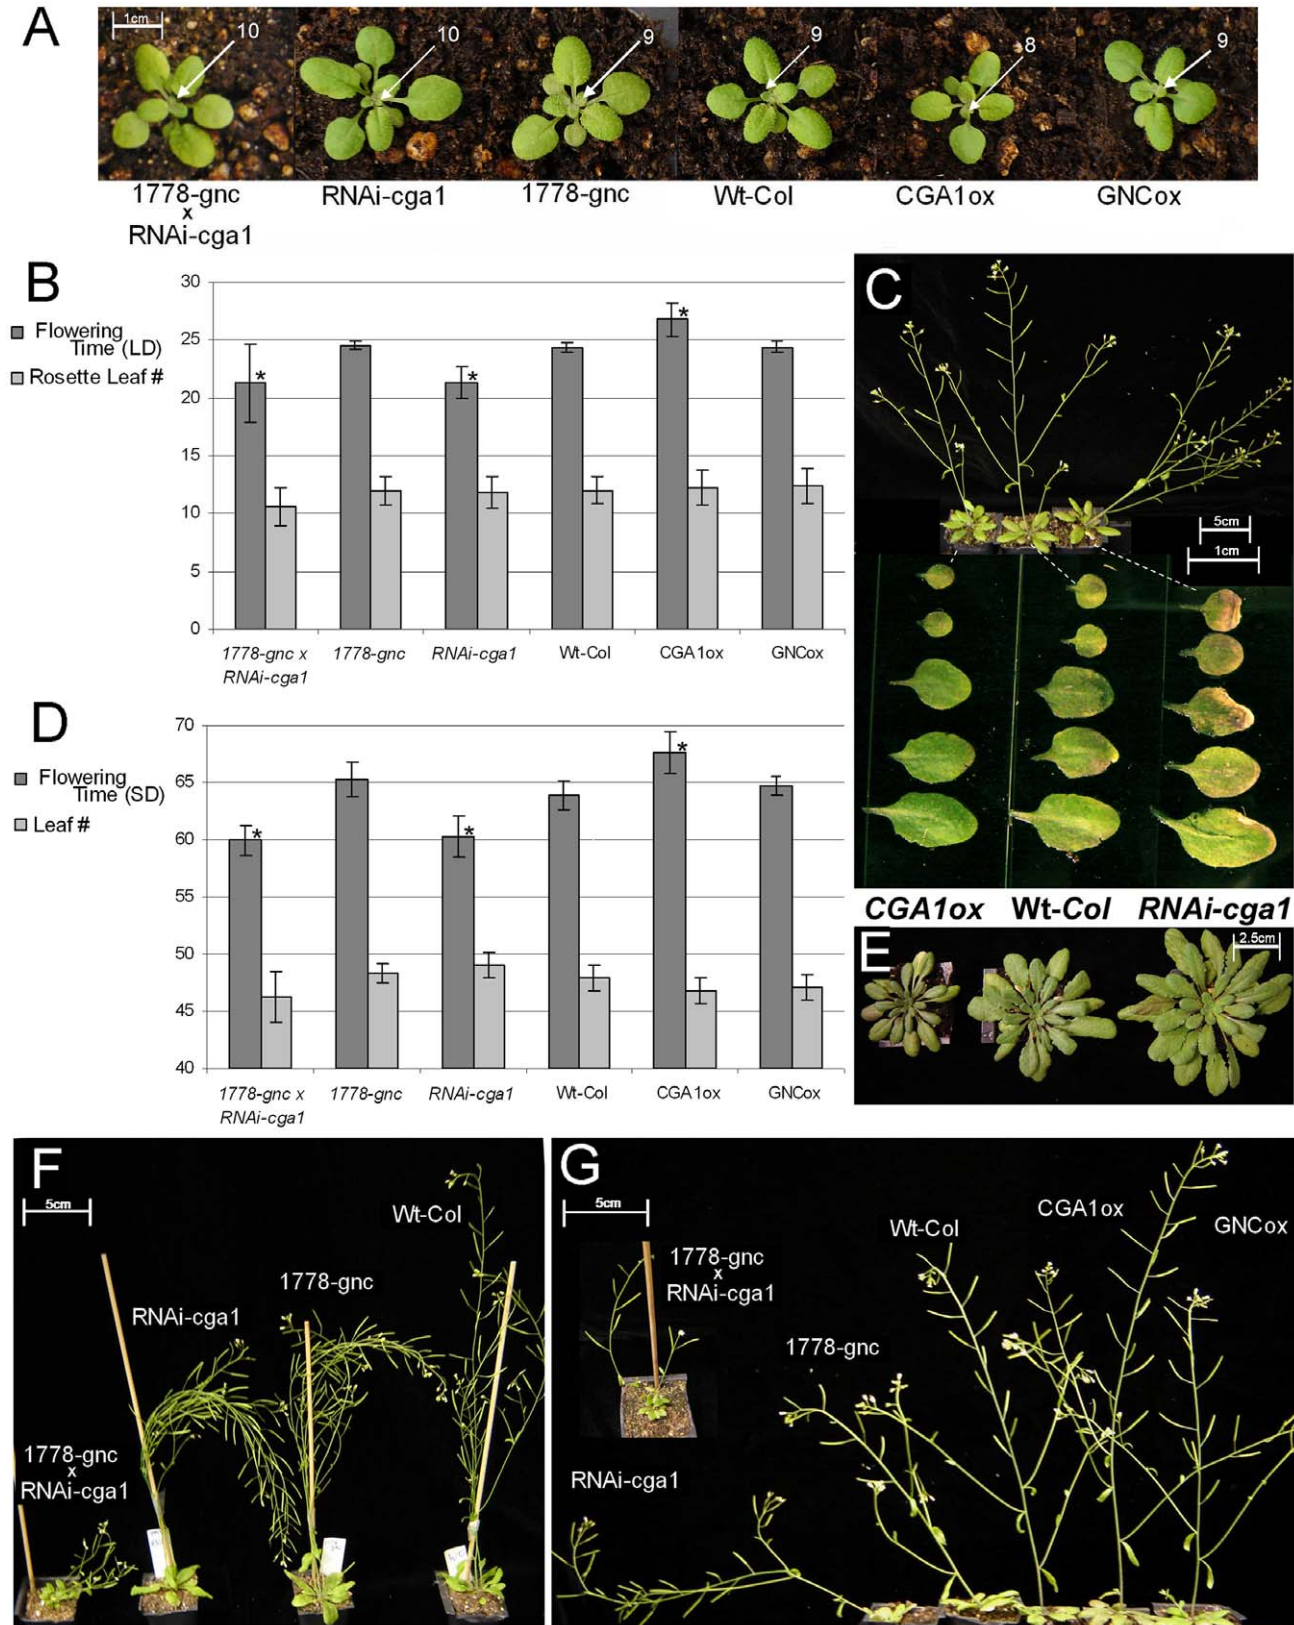 A
1cm
10
10
9
9
8
9
1778-gnc
x
RNAi-cga1
RNAi-cga1
1778-gnc
Wt-Col
CGA1ox
GNCox
B
Flowering
Time (LD)
Rosette Leaf #
30
25
20
15
10
5
0
*
*
*
1778-gnc x
RNAi-cga1
1778-gnc
RNAi-cga1
Wt-Col
CGA1ox
GNCox
C
5cm
1cm
CGA1ox Wt-Col RNAi-cga1
D
Flowering
Time (SD)
Leaf #
70
65
60
55
50
45
40
*
*
*
1778-gnc x
RNAi-cga1
1778-gnc
RNAi-cga1
Wt-Col
CGA1ox
GNCox
E
2.5cm
F
5cm
Wt-Col
1778-gnc
RNAi-cga1
1778-gnc
x
RNAi-cga1
G
5cm
1778-gnc
x
RNAi-cga1
Wt-Col
CGA1ox
GNCox
1778-gnc
RNAi-cga1